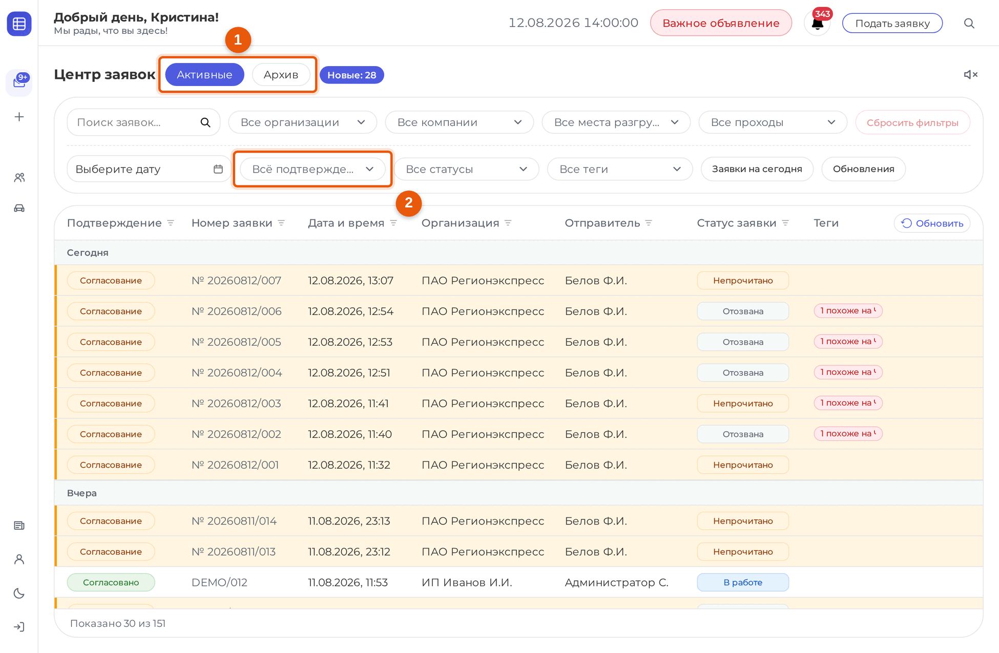 Добрый день, Кристина!
Мы рады, что вы здесь!
12.08.2026 14:00:00
Важное объявление
343
Подать заявку
1
9+
Центр заявок
Активные
Архив
Новые: 28
Поиск заявок...
Все организации
Все компании
Все места разгру...
Все проходы
Сбросить фильтры
Выберите дату
Всё подтвержде...
Все статусы
Все теги
Заявки на сегодня
Обновления
2
Подтверждение Номер заявки Дата и время Организация Отправитель Статус заявки Теги Обновить
Сегодня
Согласование № 20260812/007 12.08.2026, 13:07 ПАО Регионэкспресс Белов Ф.И. Непрочитано
Согласование № 20260812/006 12.08.2026, 12:54 ПАО Регионэкспресс Белов Ф.И. Отозвана 1 похоже на
Согласование № 20260812/005 12.08.2026, 12:53 ПАО Регионэкспресс Белов Ф.И. Отозвана 1 похоже на
Согласование № 20260812/004 12.08.2026, 12:51 ПАО Регионэкспресс Белов Ф.И. Отозвана 1 похоже на
Согласование № 20260812/003 12.08.2026, 11:41 ПАО Регионэкспресс Белов Ф.И. Непрочитано 1 похоже на
Согласование № 20260812/002 12.08.2026, 11:40 ПАО Регионэкспресс Белов Ф.И. Отозвана 1 похоже на
Согласование № 20260812/001 12.08.2026, 11:32 ПАО Регионэкспресс Белов Ф.И. Непрочитано
Вчера
Согласование № 20260811/014 11.08.2026, 23:13 ПАО Регионэкспресс Белов Ф.И. Непрочитано
Согласование № 20260811/013 11.08.2026, 23:12 ПАО Регионэкспресс Белов Ф.И. Непрочитано
Согласовано DEMO/012 11.08.2026, 11:53 ИП Иванов И.И. Администратор С. В работе
Показано 30 из 151